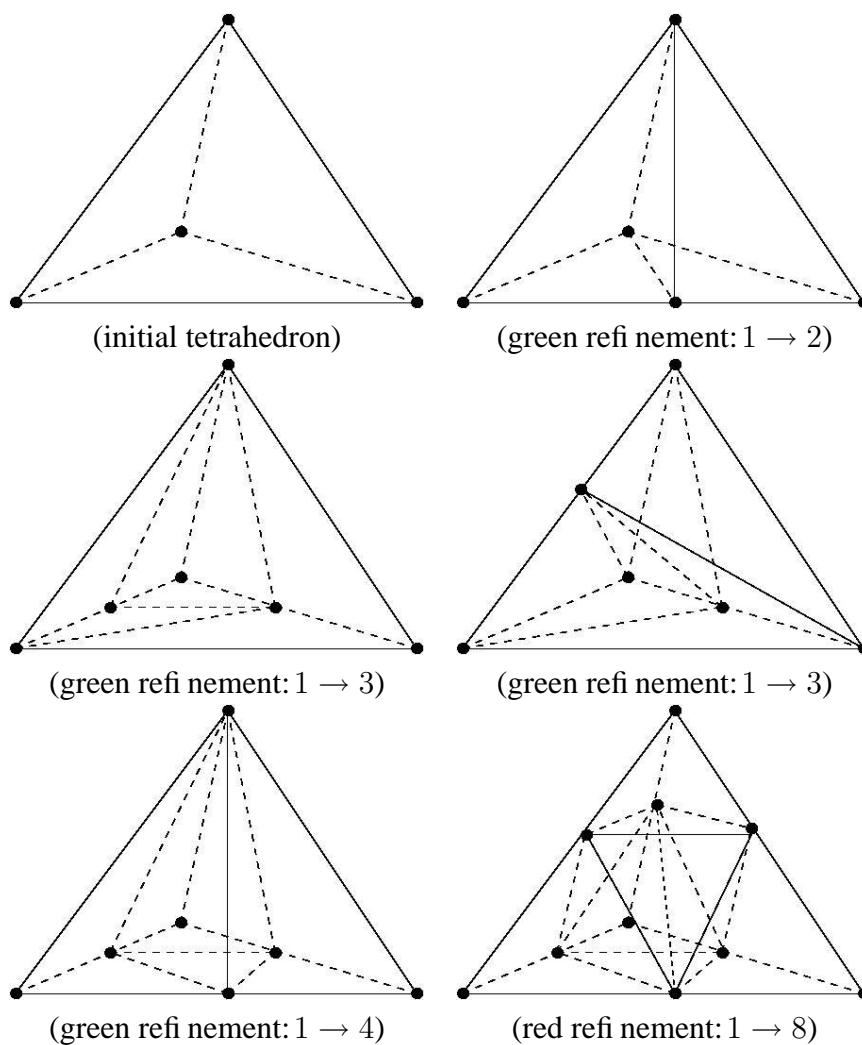 (initial tetrahedron)
(green refi nement: 1 → 2)
(green refi nement: 1 → 3)
(green refi nement: 1 → 3)
(green refi nement: 1 → 4)
(red refi nement: 1 → 8)